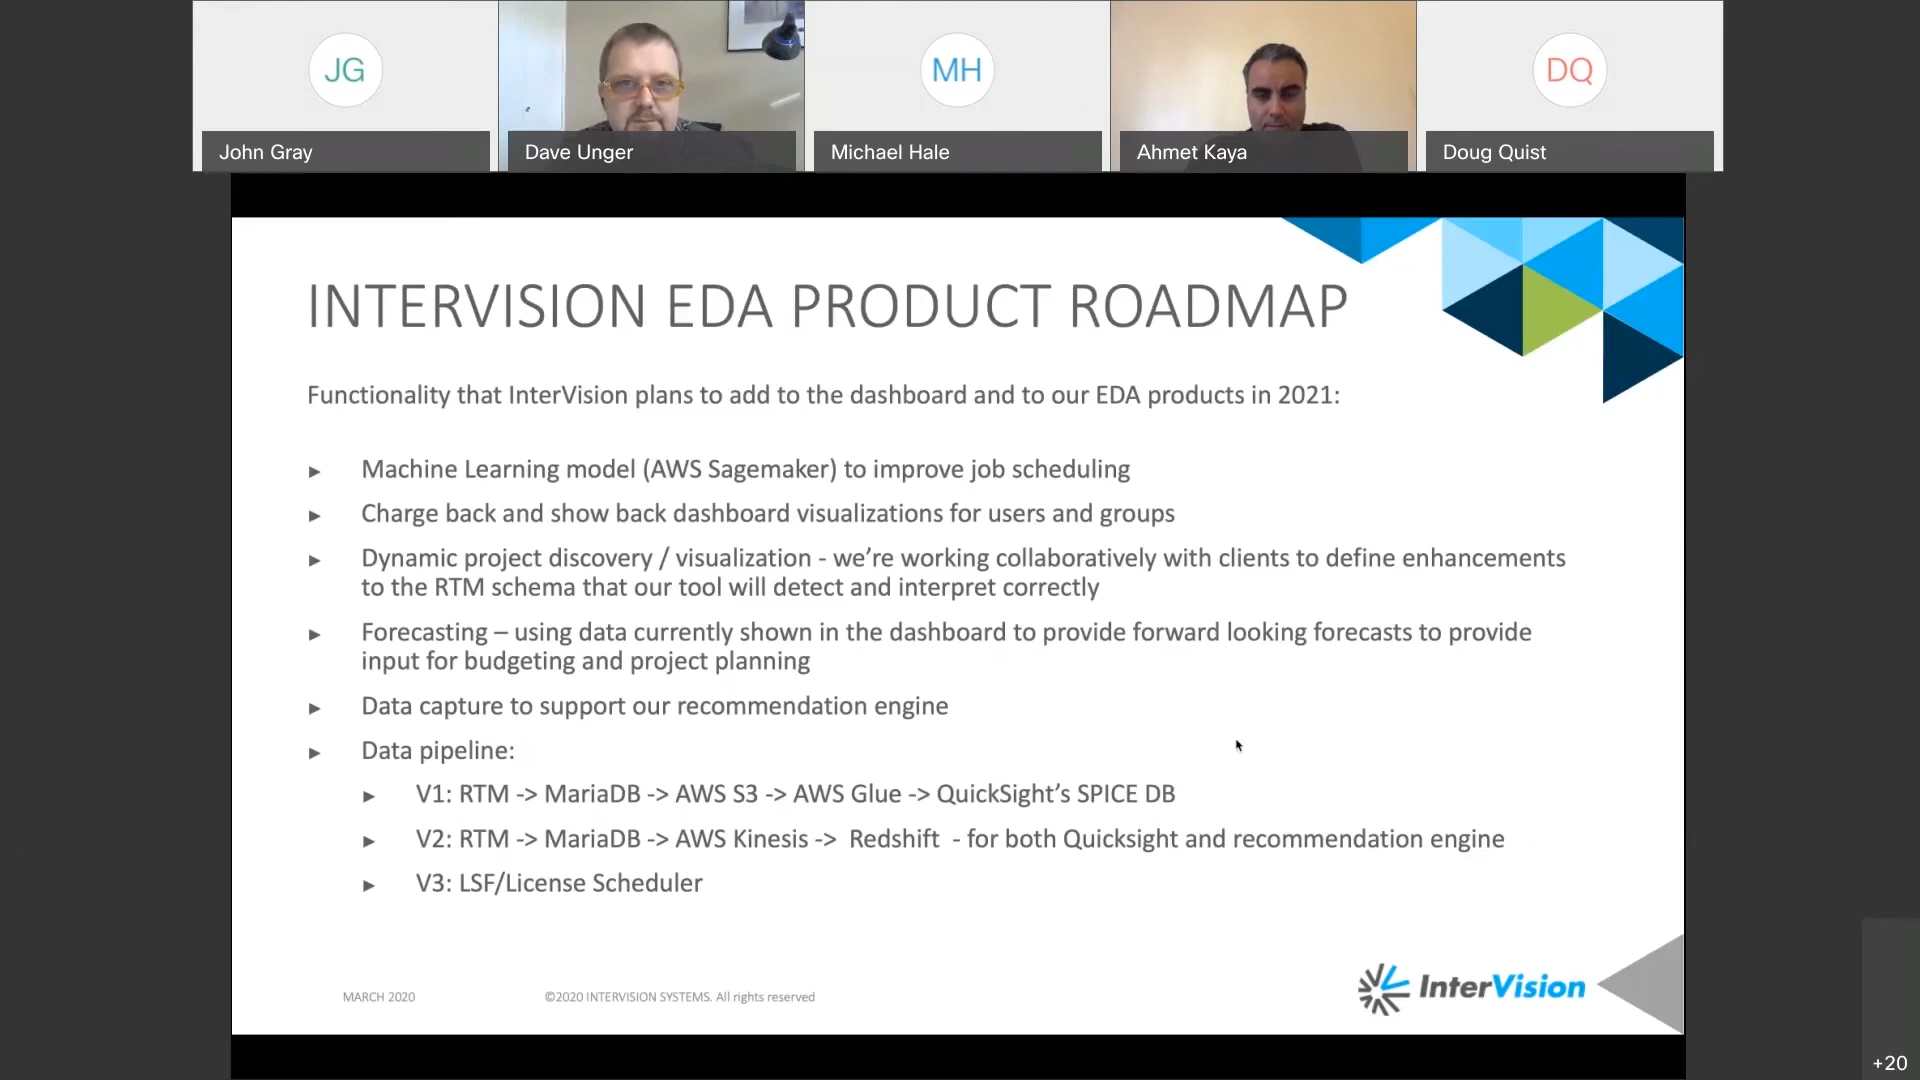 JG
MH
DQ
John Gray
Dave Unger
Michael Hale
Ahmet Kaya
Doug Quist
INTERVISION EDA PRODUCT ROADMAP
Functionality that InterVision plans to add to the dashboard and to our EDA products in 2021:
► Machine Learning model (AWS Sagemaker) to improve job scheduling
► Charge back and show back dashboard visualizations for users and groups
► Dynamic project discovery / visualization - we’re working collaboratively with clients to define enhancements
to the RTM schema that our tool will detect and interpret correctly
► Forecasting – using data currently shown in the dashboard to provide forward looking forecasts to provide
input for budgeting and project planning
► Data capture to support our recommendation engine
► Data pipeline:
► V1: RTM -> MariaDB -> AWS S3 -> AWS Glue -> QuickSight’s SPICE DB
► V2: RTM -> MariaDB -> AWS Kinesis -> Redshift - for both Quicksight and recommendation engine
► V3: LSF/License Scheduler
MARCH 2020
©2020 INTERVISION SYSTEMS. All rights reserved
InterVision
+20